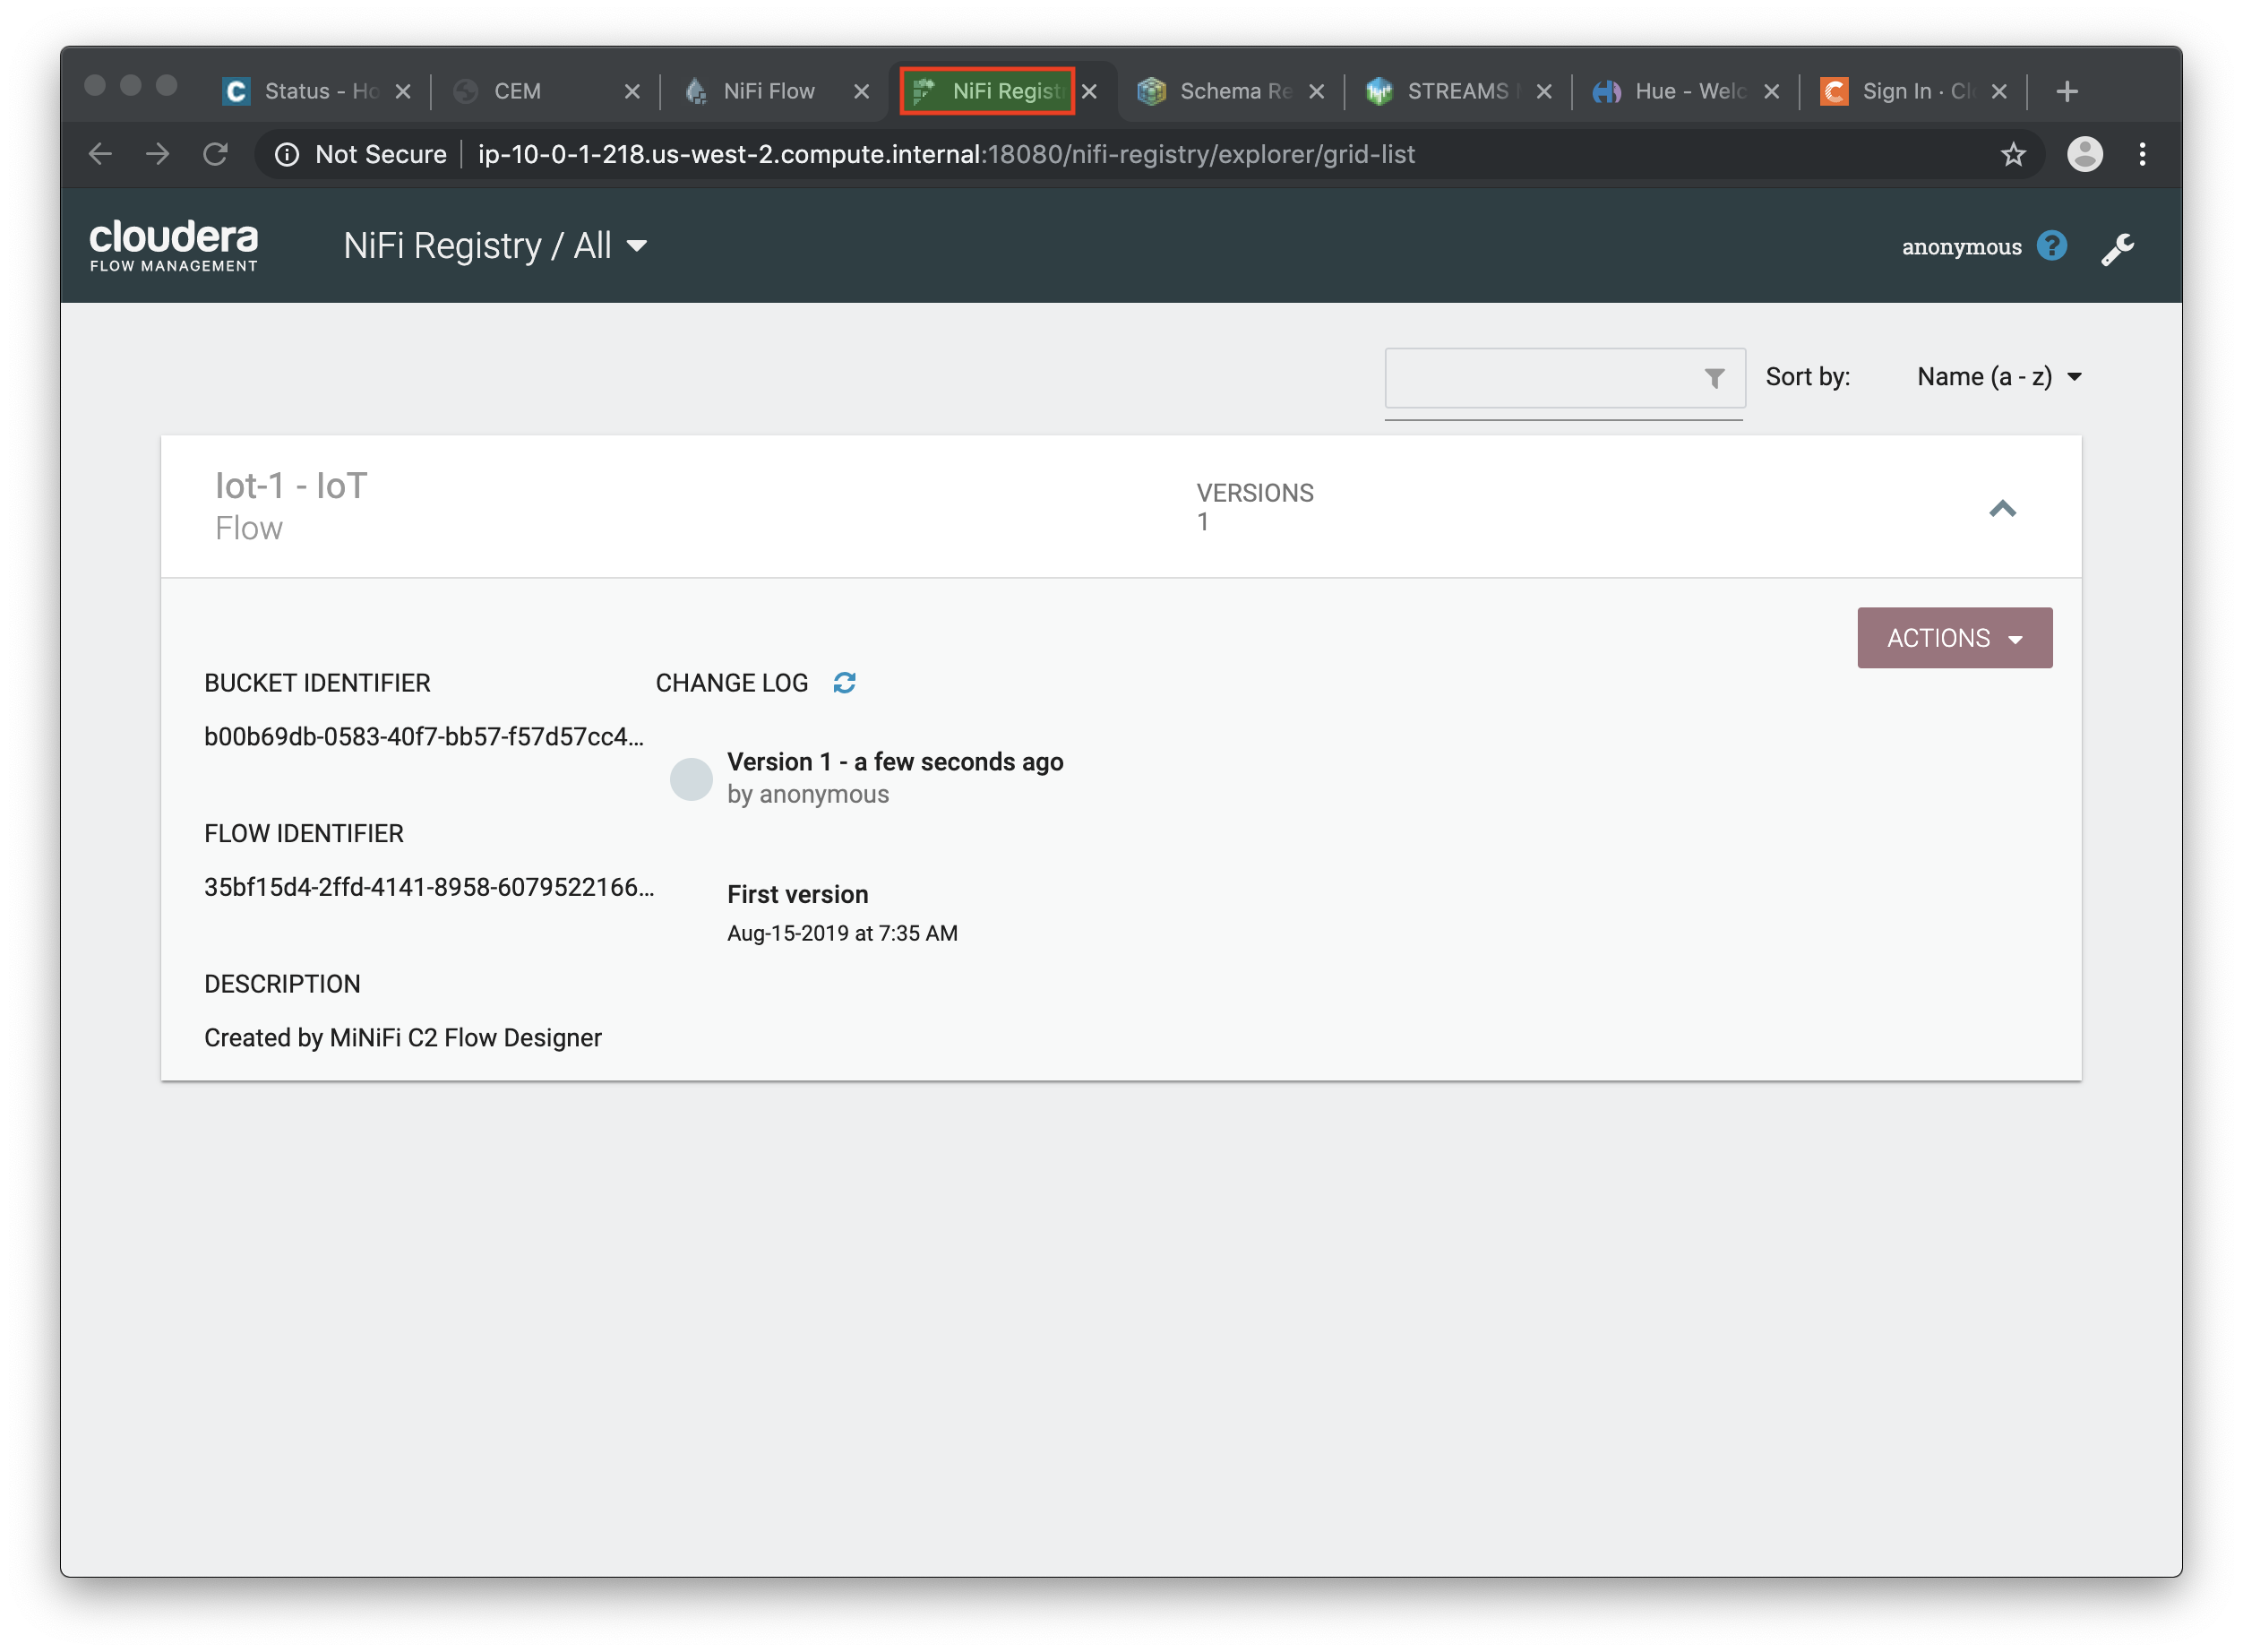 Status - Ho
CEM
NiFi Flow
NiFi Regist
Schema Re
STREAMS
Hue - Welc
Sign In · Cl
Not Secure ip-10-0-1-218.us-west-2.compute.internal:18080/nifi-registry/explorer/grid-list
cloudera
FLOW MANAGEMENT
NiFi Registry / All
anonymous
Sort by: Name (a - z)
Iot-1 - IoT
Flow
VERSIONS
1
ACTIONS
BUCKET IDENTIFIER
b00b69db-0583-40f7-bb57-f57d57cc4...
FLOW IDENTIFIER
35bf15d4-2ffd-4141-8958-6079522166...
DESCRIPTION
Created by MiNiFi C2 Flow Designer
CHANGE LOG
Version 1 - a few seconds ago
by anonymous
First version
Aug-15-2019 at 7:35 AM